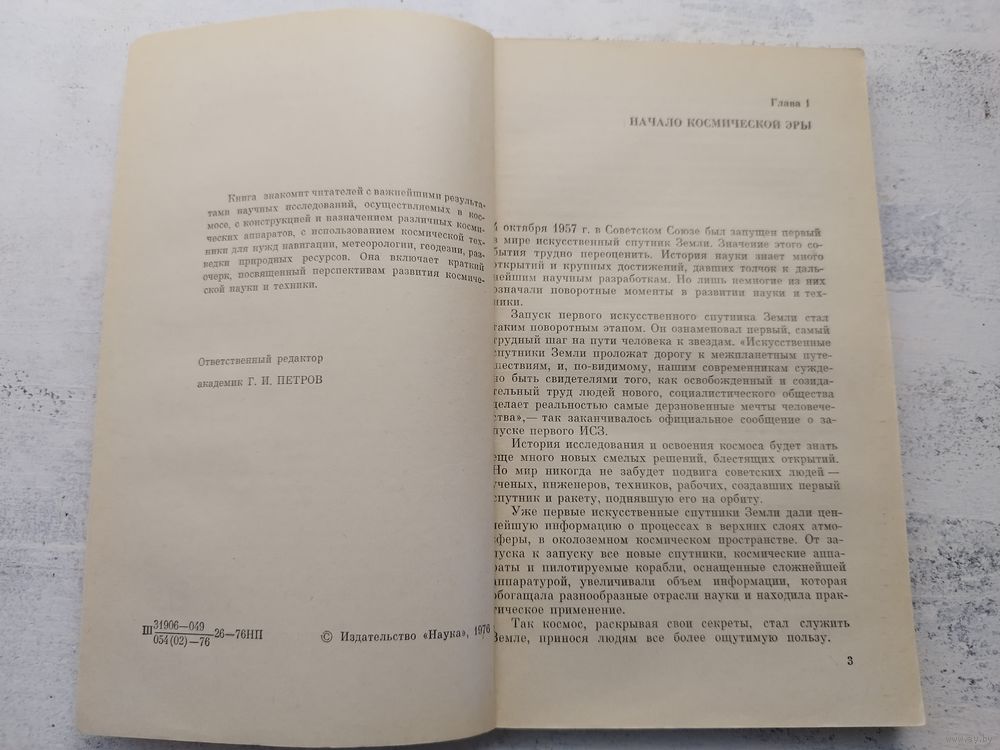 Книга знакомит читателей с важнейшими результа-
тами научных исследований, осуществляемых в кос-
мосе, с конструкцией и назначением различных косми-
ческих аппаратов, с использованием космической тех-
ники для нужд навигации, метеорологии, геодезии, раз-
ведки природных ресурсов. Она включает краткий
очерк, посвященный перспективам развития космиче-
ской науки и техники.
Ответственный редактор
академик Г. И. ПЕТРОВ
Ш 31906—049
054(02)—76 —26—76НП
© Издательство «Наука», 1976
Глава 1
НАЧАЛО КОСМИЧЕСКОЙ ЭРЫ
4 октября 1957 г. в Советском Союзе был запущен первый
в мире искусственный спутник Земли. Значение этого со-
бытия трудно переоценить. История науки знает много
открытий и крупных достижений, давших толчок к даль-
нейшим научным разработкам. Но лишь немногие из них
означали поворотные моменты в развитии науки и тех-
ники.
Запуск первого искусственного спутника Земли стал
таким поворотным этапом. Он ознаменовал первый, самый
трудный шаг на пути человека к звездам. «Искусственные
спутники Земли проложат дорогу к межпланетным путе-
шествиям, и, по-видимому, нашим современникам сужде-
но быть свидетелями того, как освобожденный и созида-
тельный труд людей нового, социалистического общества
делает реальностью самые дерзновенные мечты человече-
ства»,— так заканчивалось официальное сообщение о за-
пуске первого ИСЗ.
История исследования и освоения космоса будет знать
еще много новых смелых решений, блестящих открытий.
Но мир никогда не забудет подвига советских людей —
ученых, инженеров, техников, рабочих, создавших первый
спутник и ракету, поднявшую его на орбиту.
Уже первые искусственные спутники Земли дали цен-
нейшую информацию о процессах в верхних слоях атмо-
сферы, в околоземном космическом пространстве. От за-
пуска к запуску все новые спутники, космические аппа-
раты и пилотируемые корабли, оснащенные сложнейшей
аппаратурой, увеличивали объем информации, которая
обогащала разнообразные отрасли науки и находила прак-
тическое применение.
Так космос, раскрывая свои секреты, стал служить
Земле, принося людям все более ощутимую пользу.
3
www.ay.by